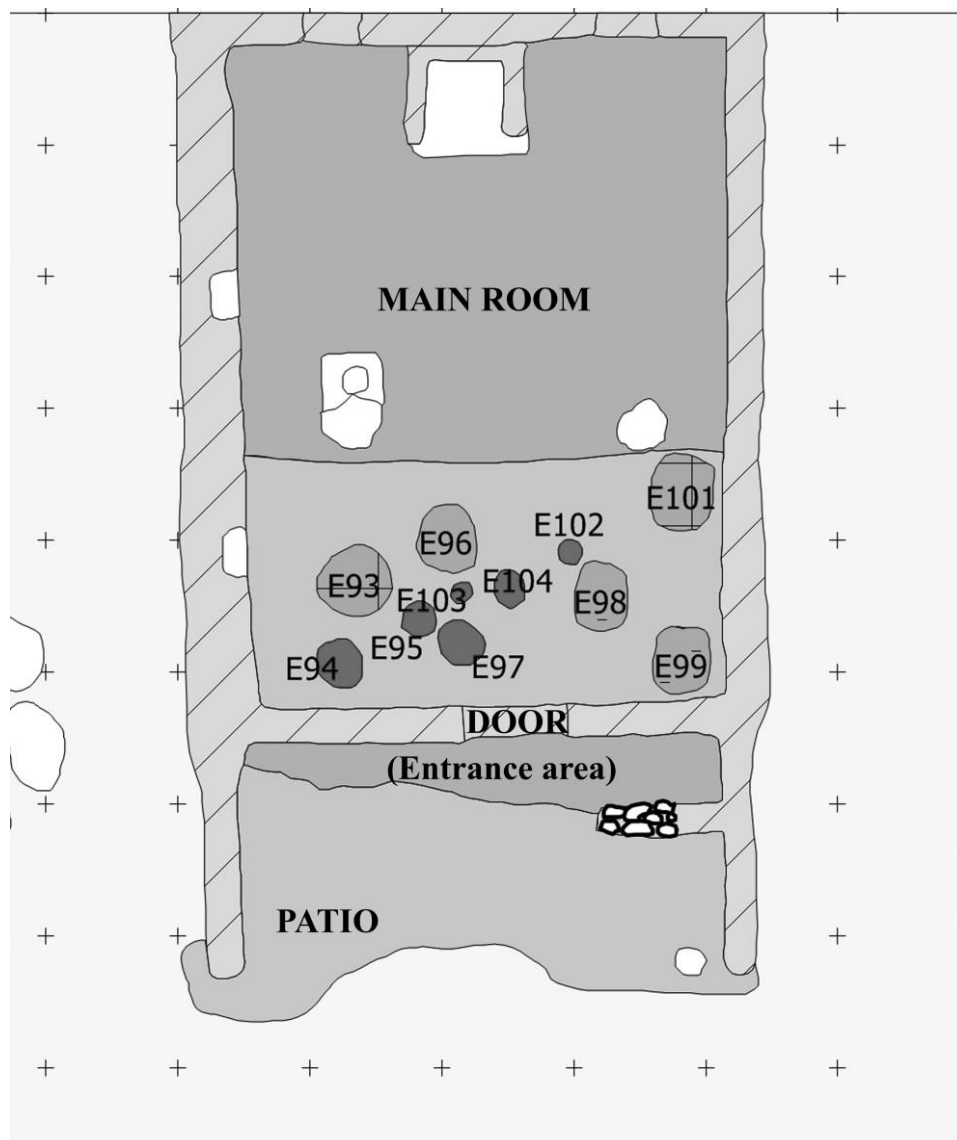 MAIN ROOM
E101
E102
E96
E93
E104
E103
E98
E95
E97
E94
E99
DOOR
(Entrance area)
PATIO